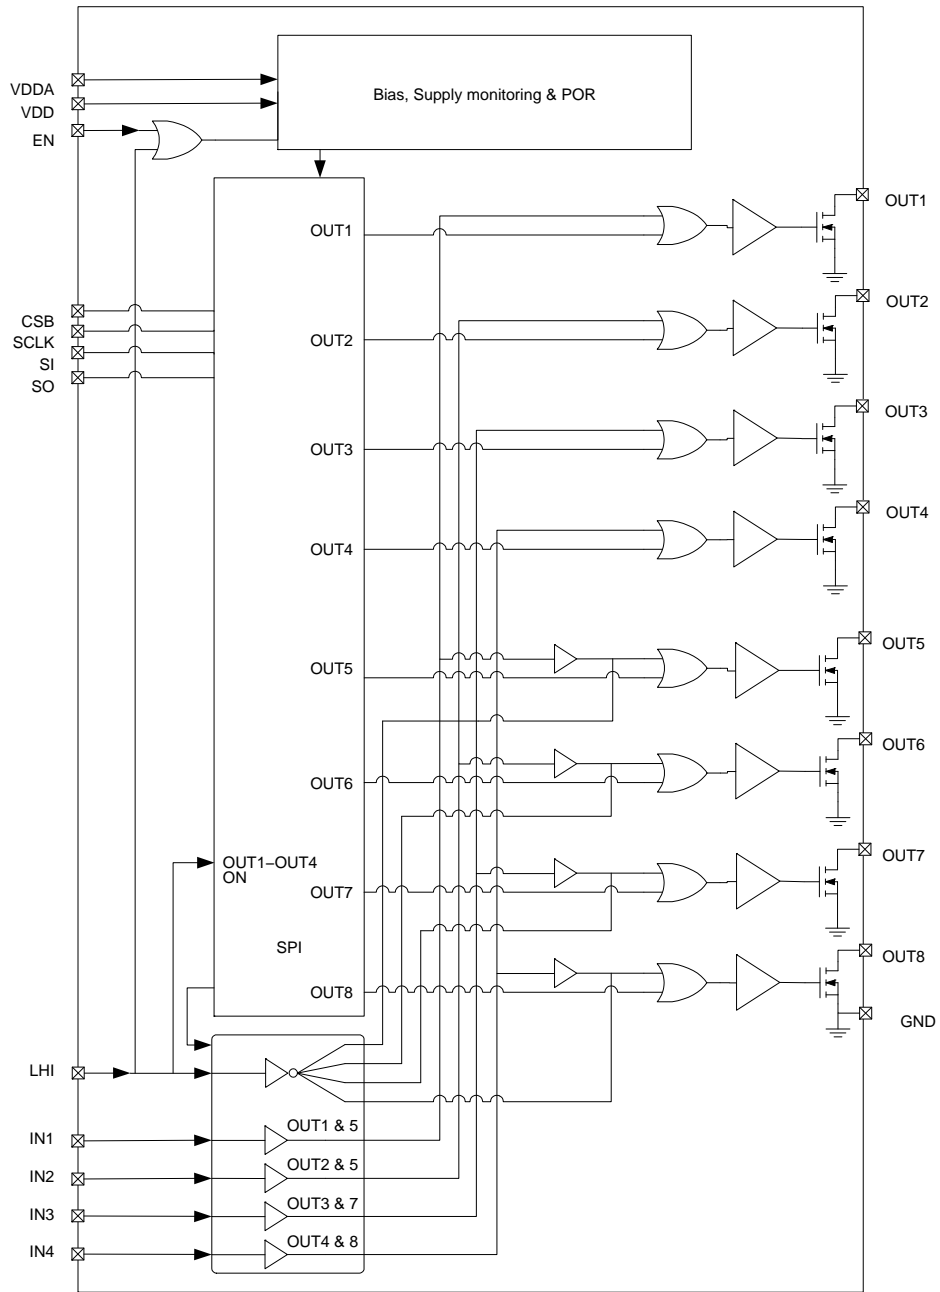 Bias, Supply monitoring & POR
VDDA
VDD
EN
OUT1
OUT1
OUT2
CSB
SCLK
OUT2
SI
SO
OUT3
OUT3
OUT4
OUT4
OUT5
OUT5
OUT6
OUT6
OUT7
OUT1–OUT4
ON
OUT7
SPI
OUT8
OUT8
GND
LHI
OUT1 & 5
IN1
OUT2 & 5
IN2
OUT3 & 7
IN3
OUT4 & 8
IN4